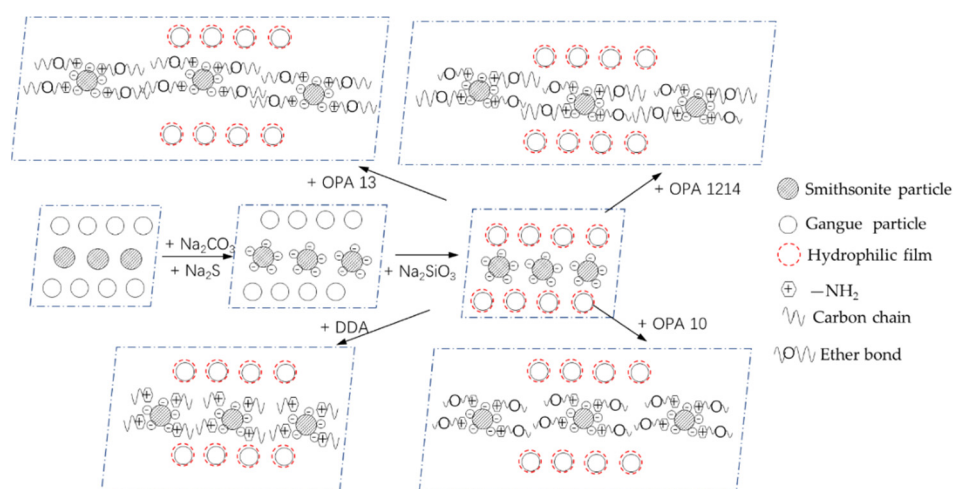 + OPA 13
+ OPA 1214
+ Na₂CO₃
+ Na₂S
+ Na₂SiO₃
+ DDA
+ OPA 10
Smithsonite particle
Gangue particle
Hydrophilic film
—NH₂
Carbon chain
Ether bond